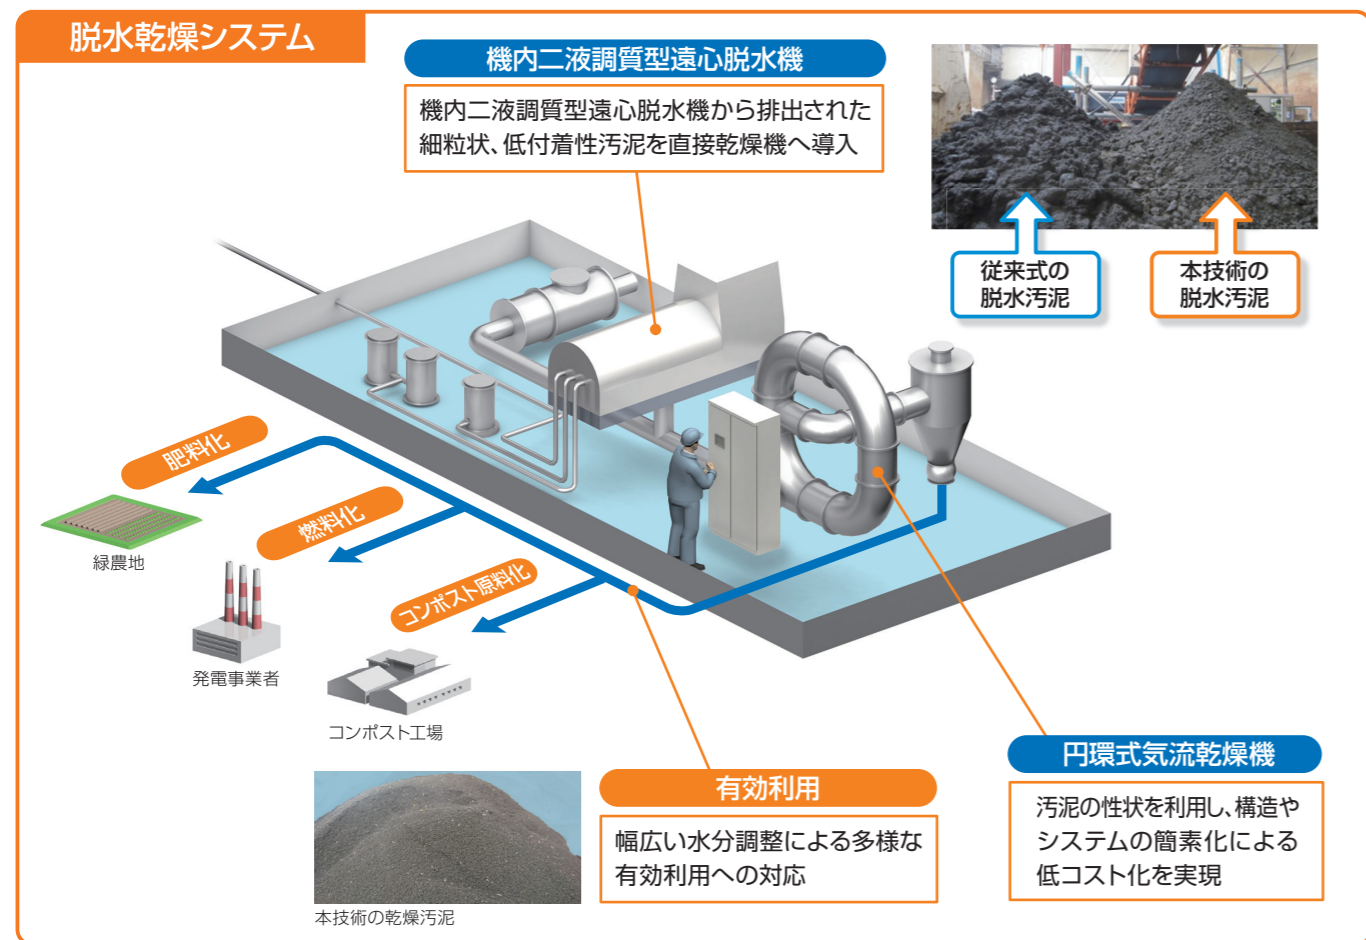 脱水乾燥システム
機内二液調質型遠心脱水機
機内二液調質型遠心脱水機から排出された
細粒状、低付着性汚泥を直接乾燥機へ導入
従来式の
脱水汚泥
本技術の
脱水汚泥
肥料化
緑農地
燃料化
発電事業者
コンポスト原料化
コンポスト工場
本技術の乾燥汚泥
有効利用
幅広い水分調整による多様な
有効利用への対応
円環式気流乾燥機
汚泥の性状を利用し、構造や
システムの簡素化による
低コスト化を実現